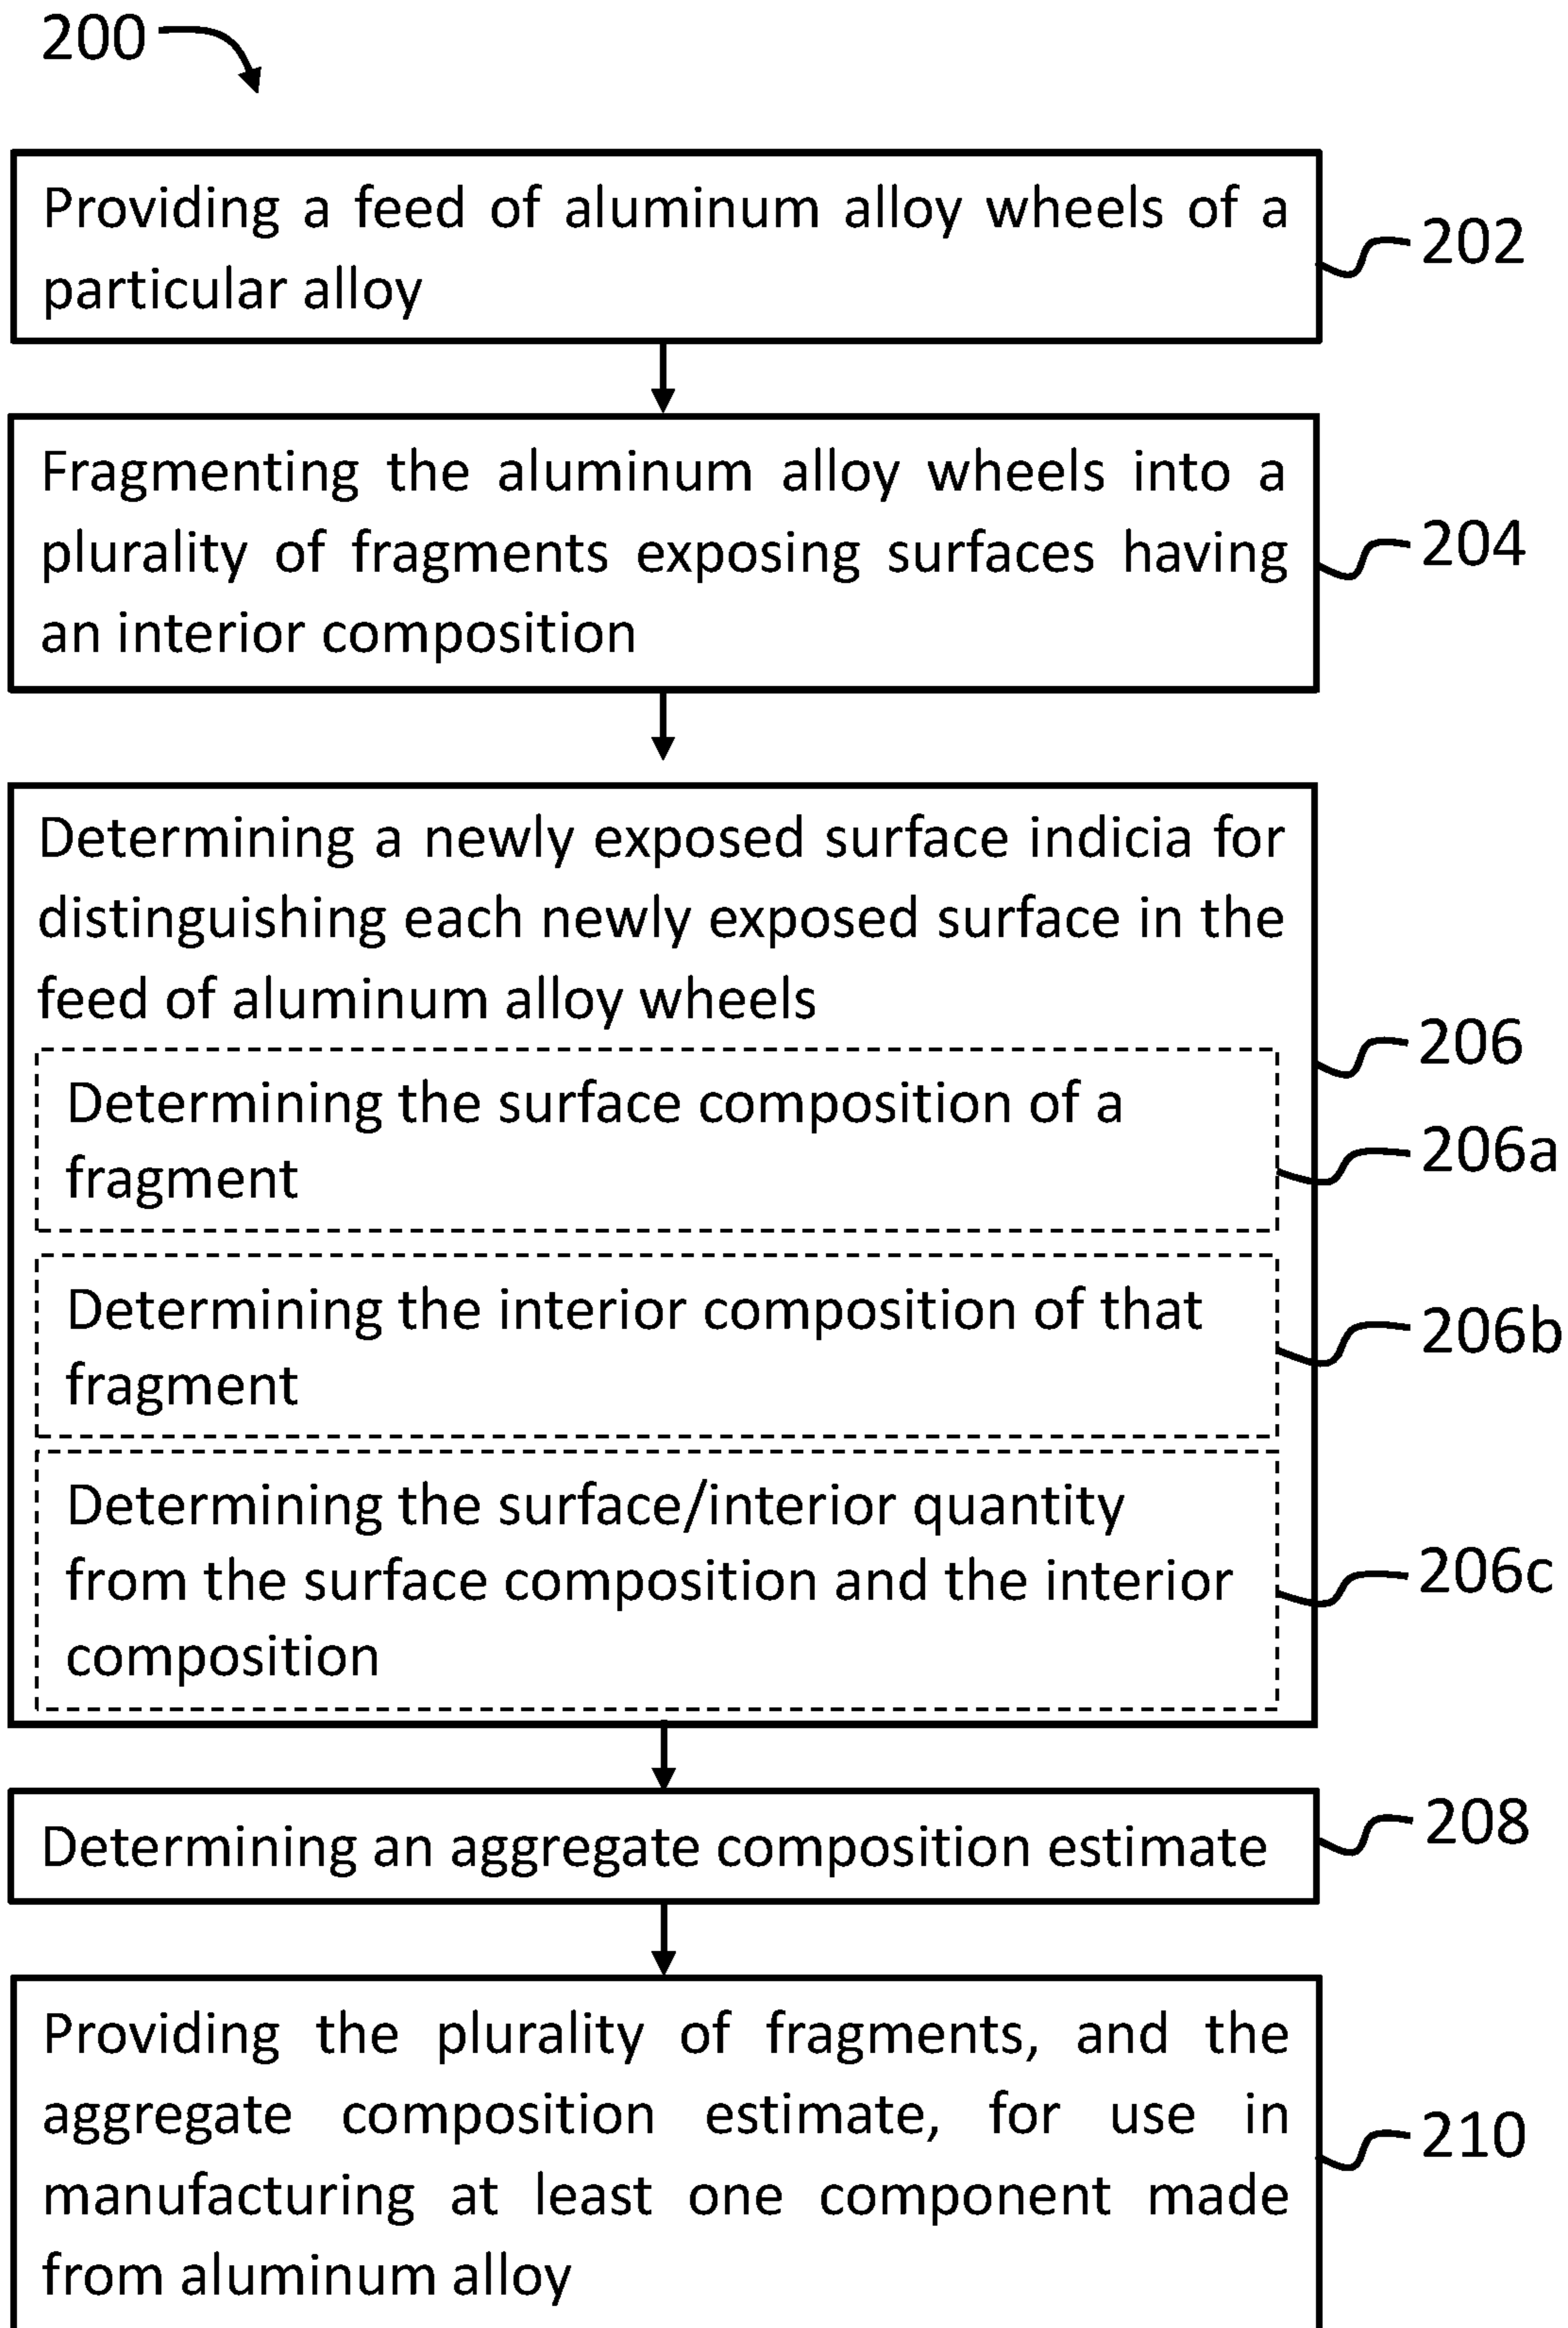 200
Providing a feed of aluminum alloy wheels of a
particular alloy
202
Fragmenting the aluminum alloy wheels into a
plurality of fragments exposing surfaces having
an interior composition
204
Determining a newly exposed surface indicia for
distinguishing each newly exposed surface in the
feed of aluminum alloy wheels
206
Determining the surface composition of a
fragment
206a
Determining the interior composition of that
fragment
206b
Determining the surface/interior quantity
from the surface composition and the interior
composition
206c
Determining an aggregate composition estimate
208
Providing the plurality of fragments, and the
aggregate composition estimate, for use in
manufacturing at least one component made
from aluminum alloy
210